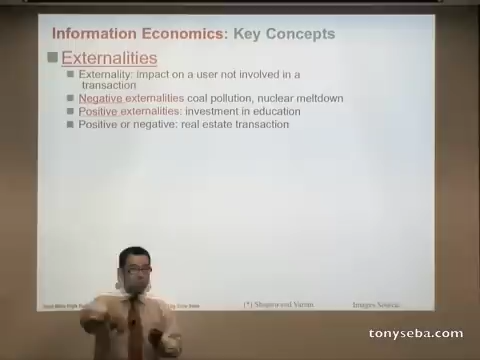 Information Economics: Key Concepts
Externalities
Externality: impact on a user not involved in a
transaction
Negative externalities coal pollution, nuclear meltdown
Positive externalities: investment in education
Positive or negative: real estate transaction
(*) Shapiro and Varian
Images Source:
tonyseba.com